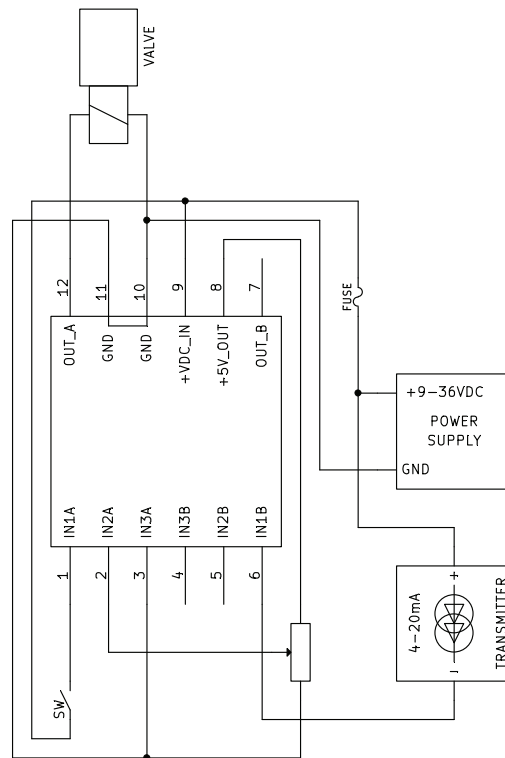 VALVE
12
11
10
9
8
7
FUSE
OUT_A
GND
GND
+VDC_IN
+5V_OUT
OUT_B
+9-36VDC
POWER
SUPPLY
GND
IN1A
IN2A
IN3A
IN3B
IN2B
IN1B
1
2
3
4
5
6
SW
4-20mA
+
-
TRANSMITTER